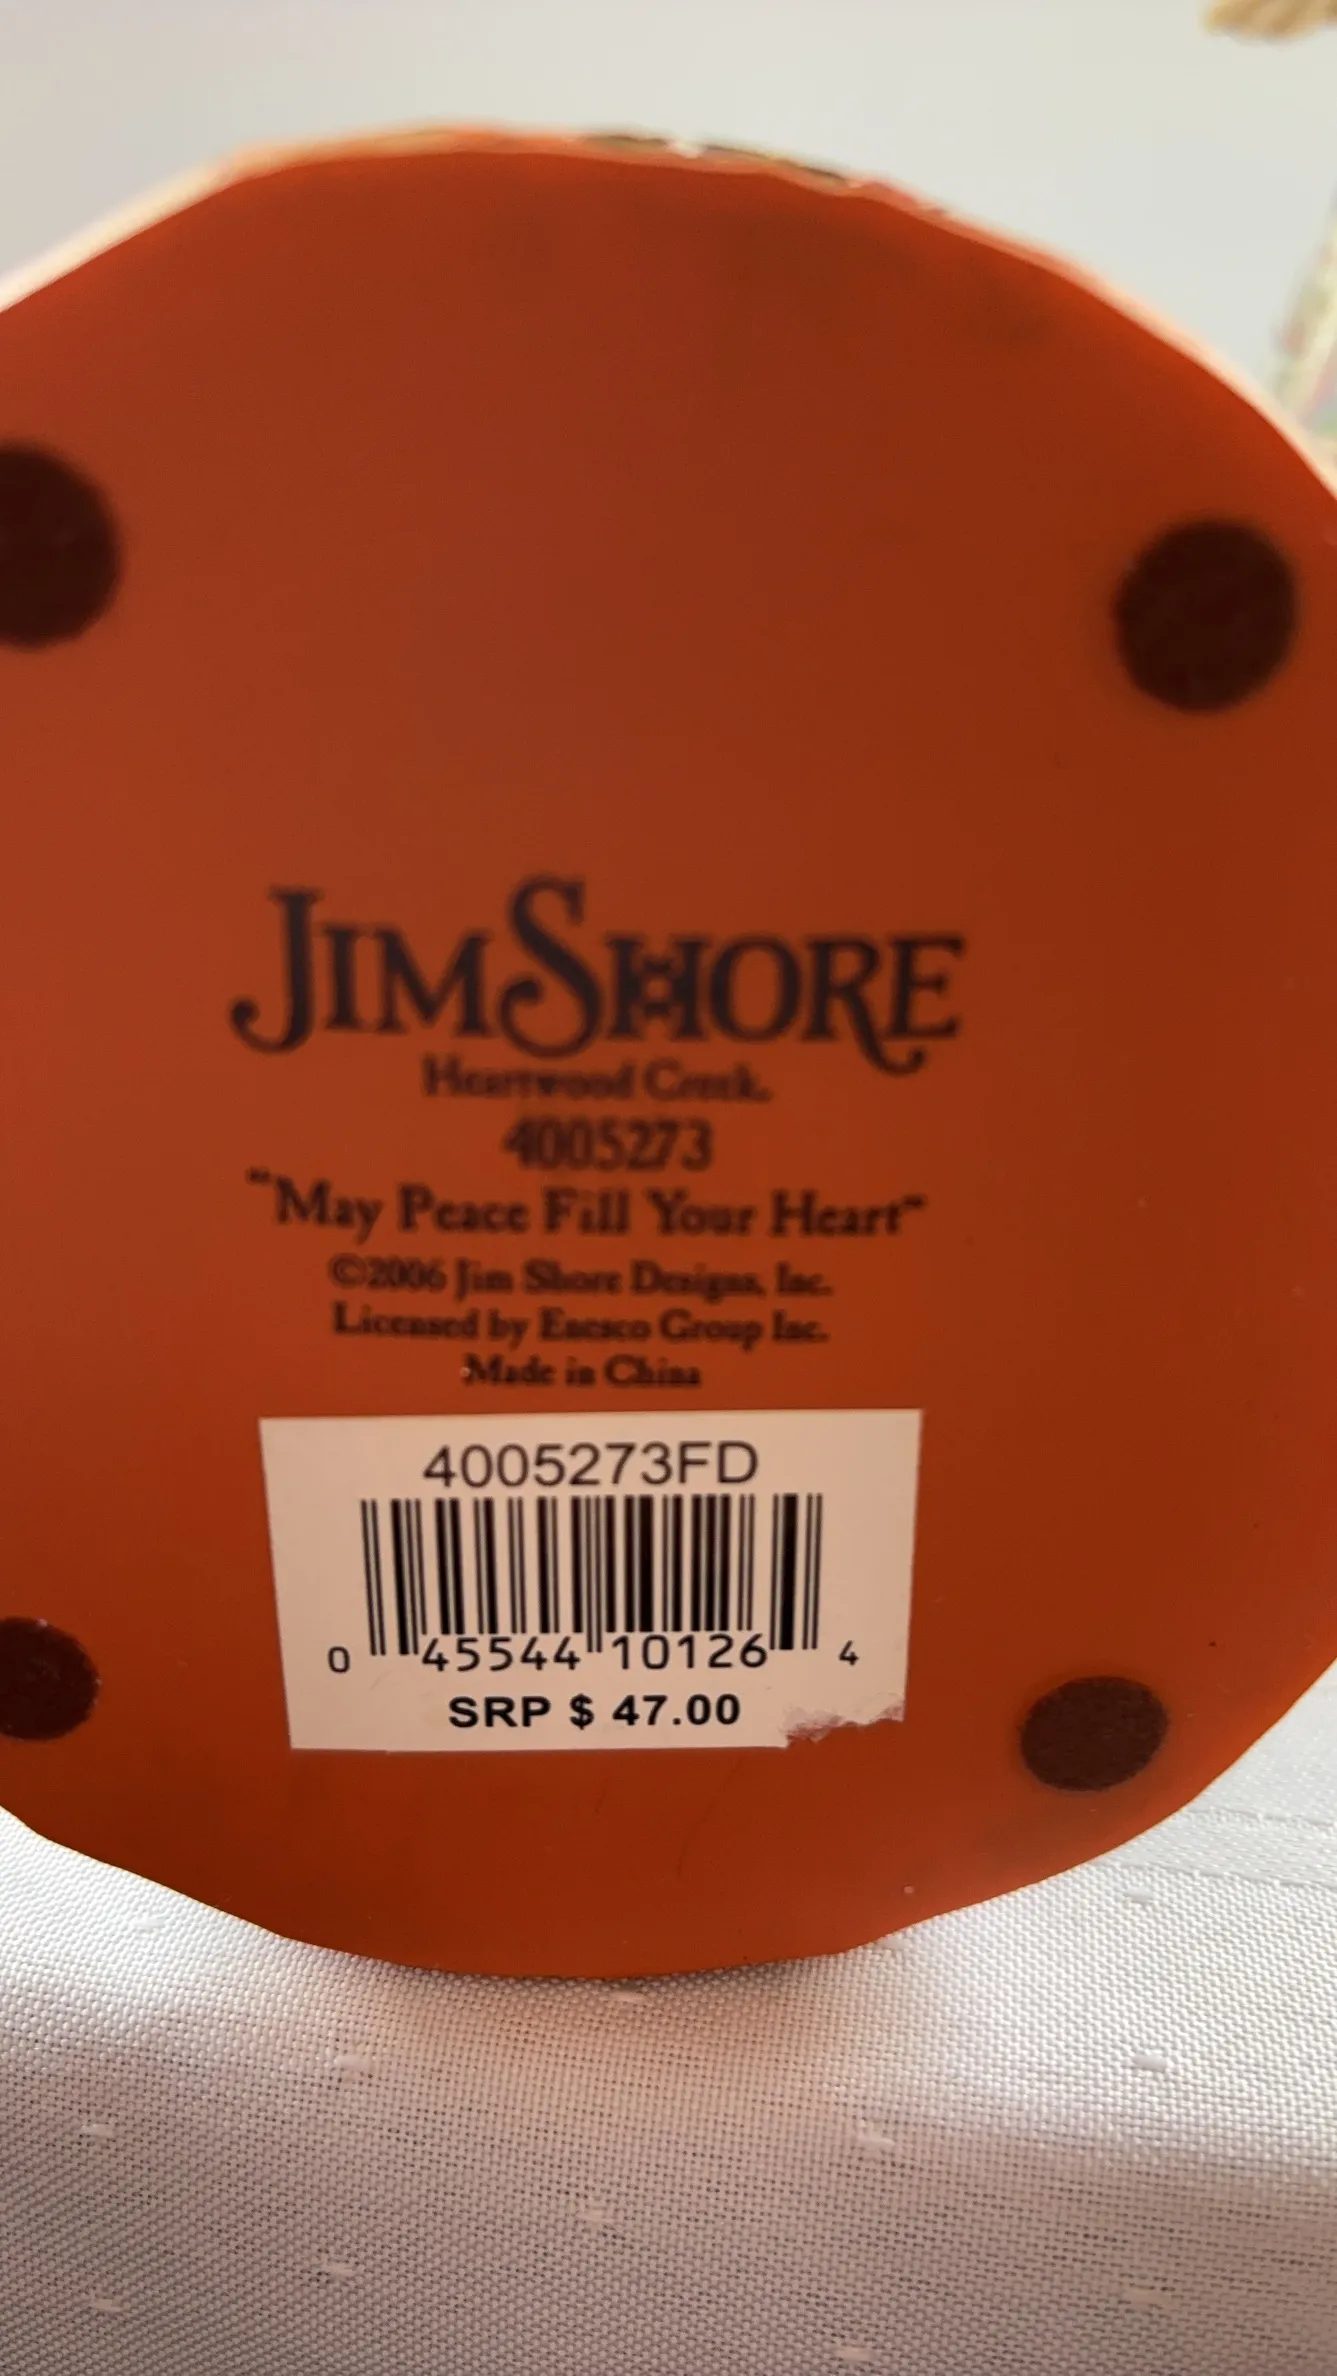 JIM SHORE
Heartwood Creek.
4005273
"May Peace Fill Your Heart"
©2006 Jim Shore Designs, Inc.
Licensed by Enesco Group Inc.
Made in China
4005273FD
0 45544 10126 4
SRP $ 47.00